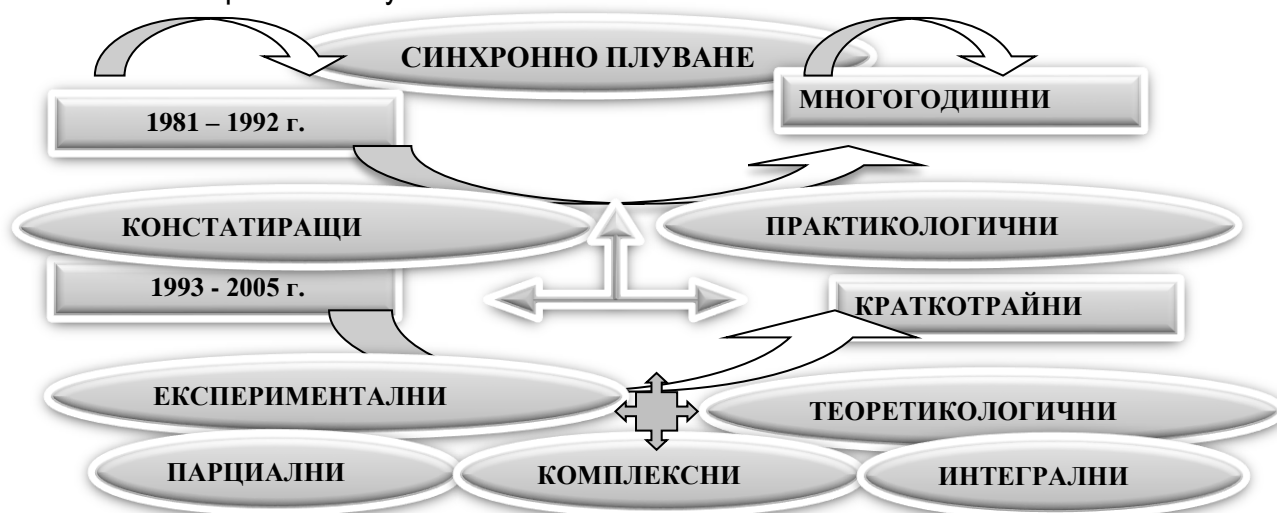 СИНХРОННО ПЛУВАНЕ
1981 – 1992 г.
МНОГОГОДИШНИ
КОНСТАТИРАЩИ
ПРАКТИКОЛОГИЧНИ
1993 - 2005 г.
КРАТКОТРАЙНИ
ЕКСПЕРИМЕНТАЛНИ
ТЕОРЕТИКОЛОГИЧНИ
ПАРЦИАЛНИ
КОМПЛЕКСНИ
ИНТЕГРАЛНИ